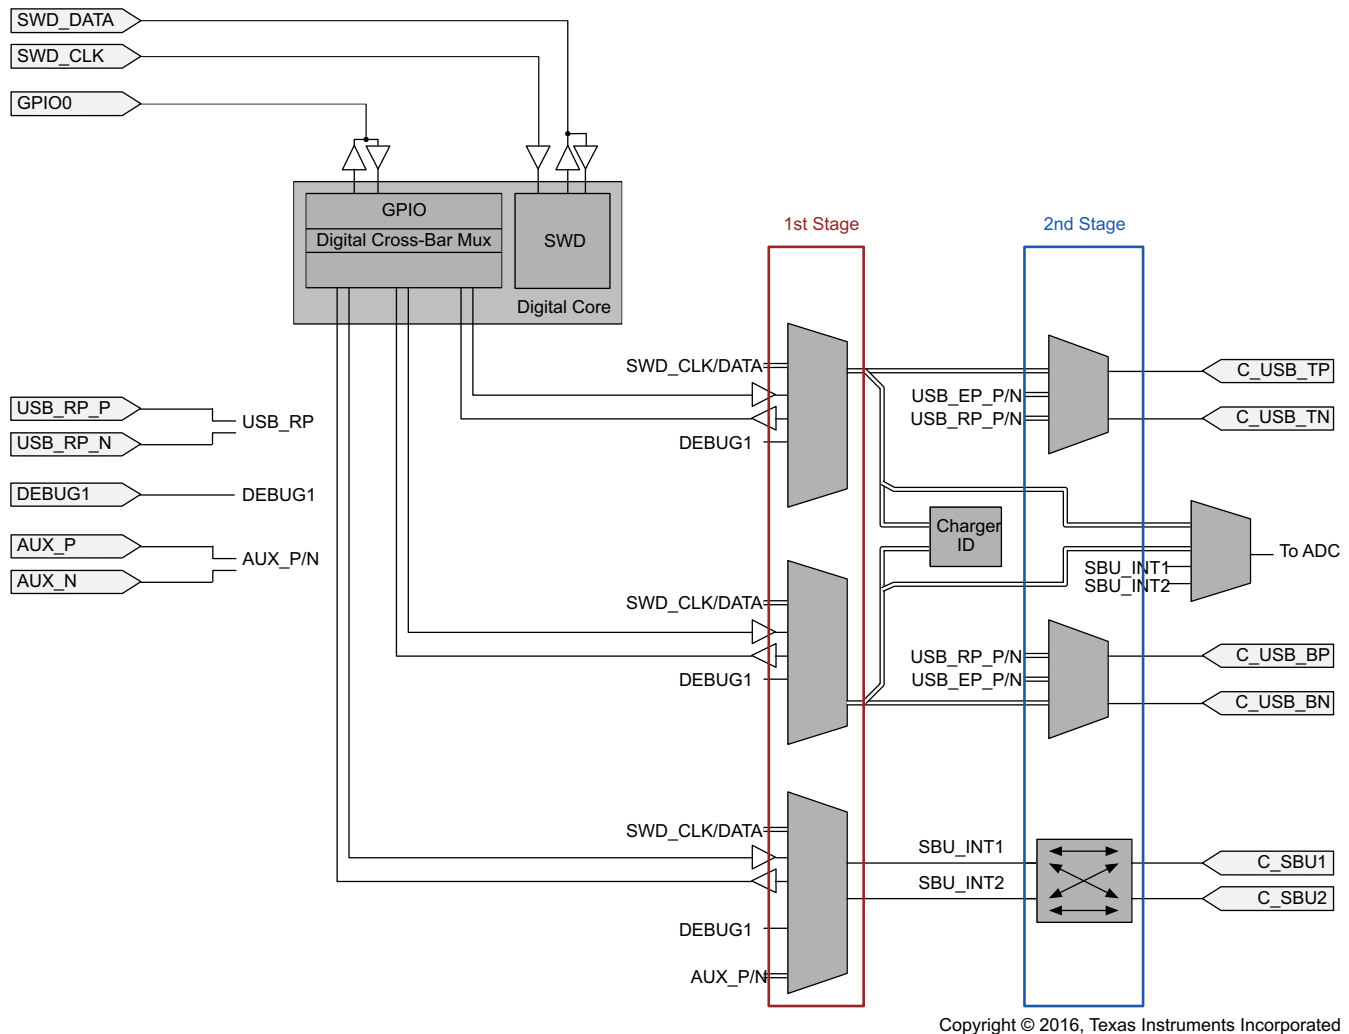 SWD_DATA
SWD_CLK
GPIO0
GPIO
Digital Cross-Bar Mux
SWD
Digital Core
1st Stage
2nd Stage
SWD_CLK/DATA
DEBUG1
USB_EP_P/N
USB_RP_P/N
C_USB_TP
C_USB_TN
USB_RP_P
USB_RP_N
USB_RP
DEBUG1
DEBUG1
AUX_P
AUX_N
AUX_P/N
Charger
ID
SBU_INT1
SBU_INT2
To ADC
SWD_CLK/DATA
DEBUG1
USB_RP_P/N
USB_EP_P/N
C_USB_BP
C_USB_BN
SWD_CLK/DATA
DEBUG1
AUX_P/N
SBU_INT1
SBU_INT2
C_SBU1
C_SBU2
Copyright © 2016, Texas Instruments Incorporated